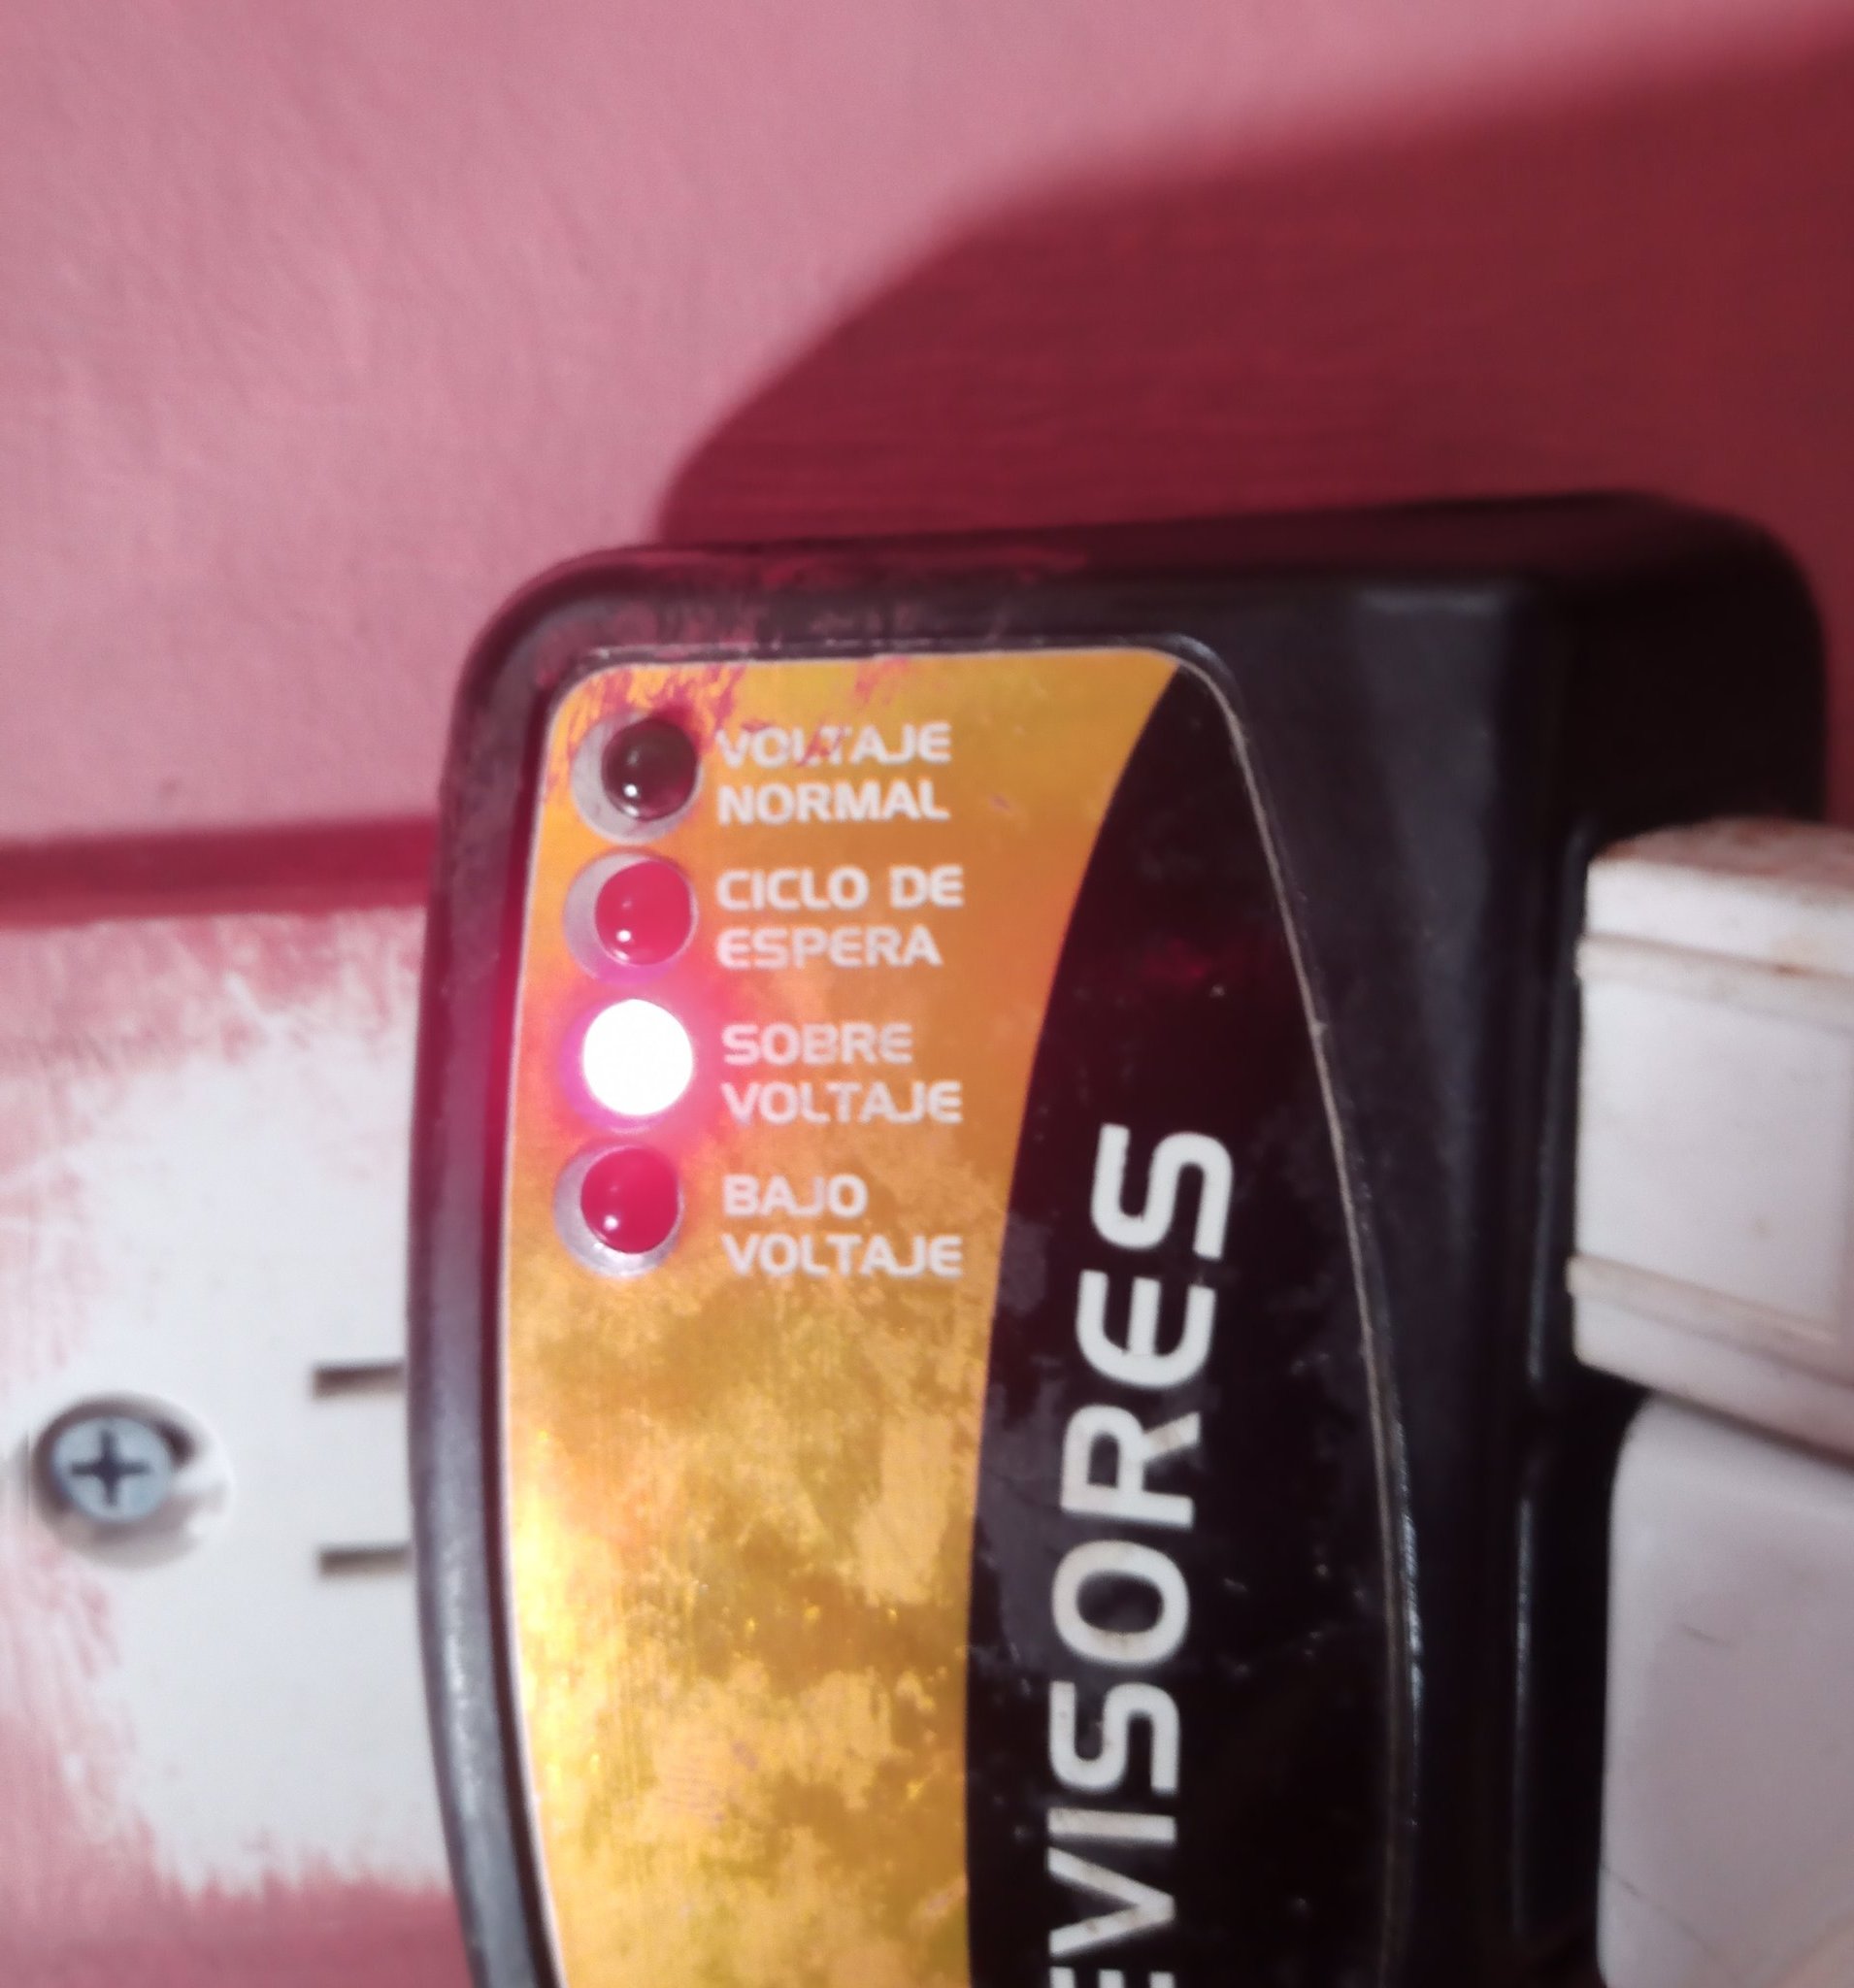 VOLTAJE
NORMAL
CICLO DE
ESPERA
SOBRE
VOLTAJE
BAJO
VOLTAJE
EVISORES